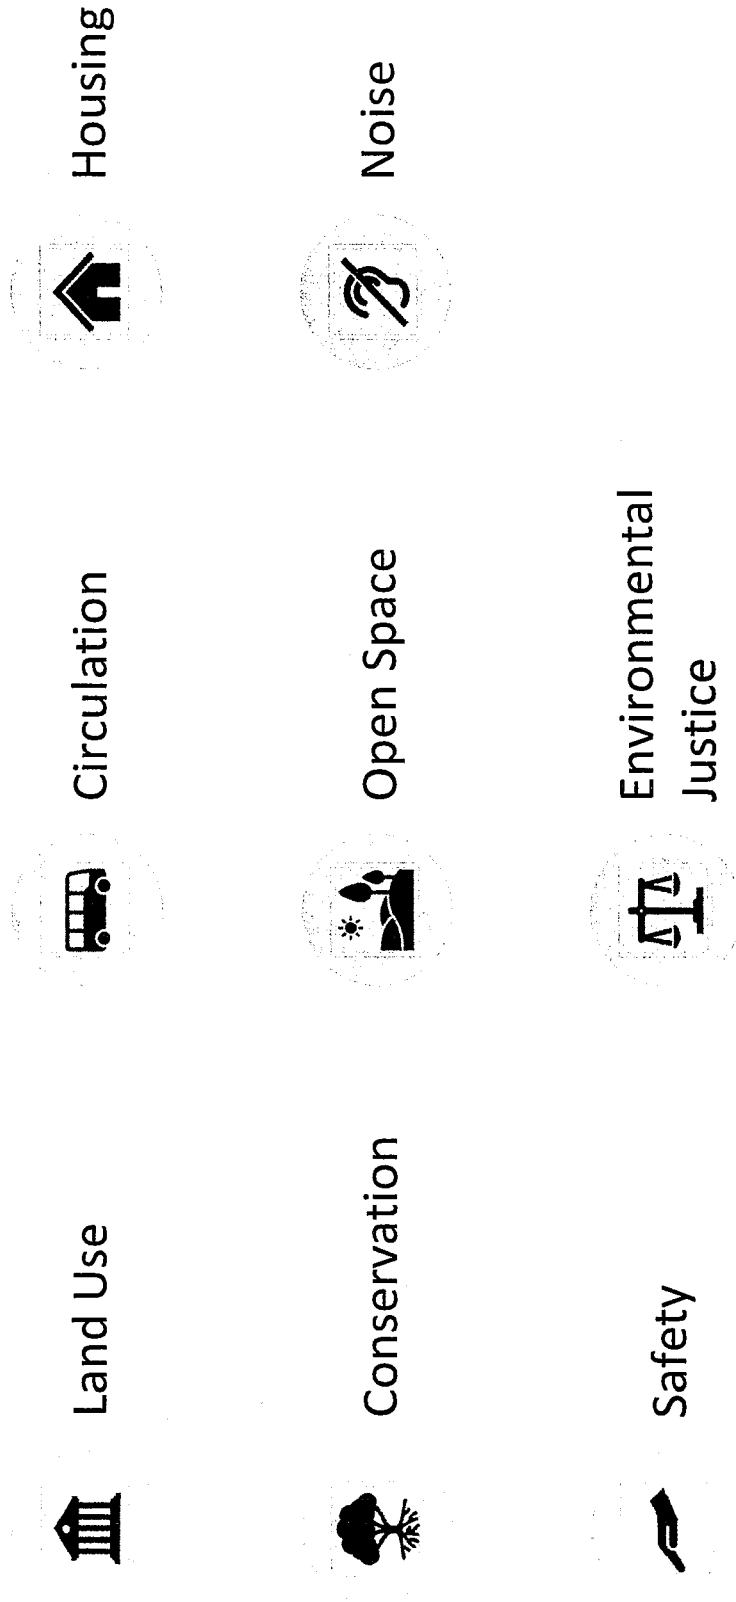 Land Use
Circulation
Housing
Conservation
Open Space
Noise
Safety
Environmental
Justice